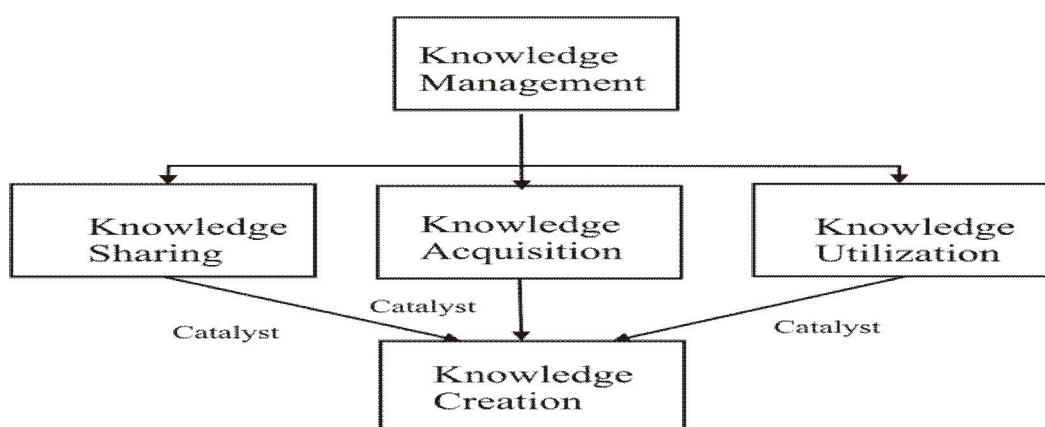 Knowledge
Management
Knowledge
Sharing
Knowledge
Acquisition
Knowledge
Utilization
Catalyst
Catalyst
Catalyst
Knowledge
Creation